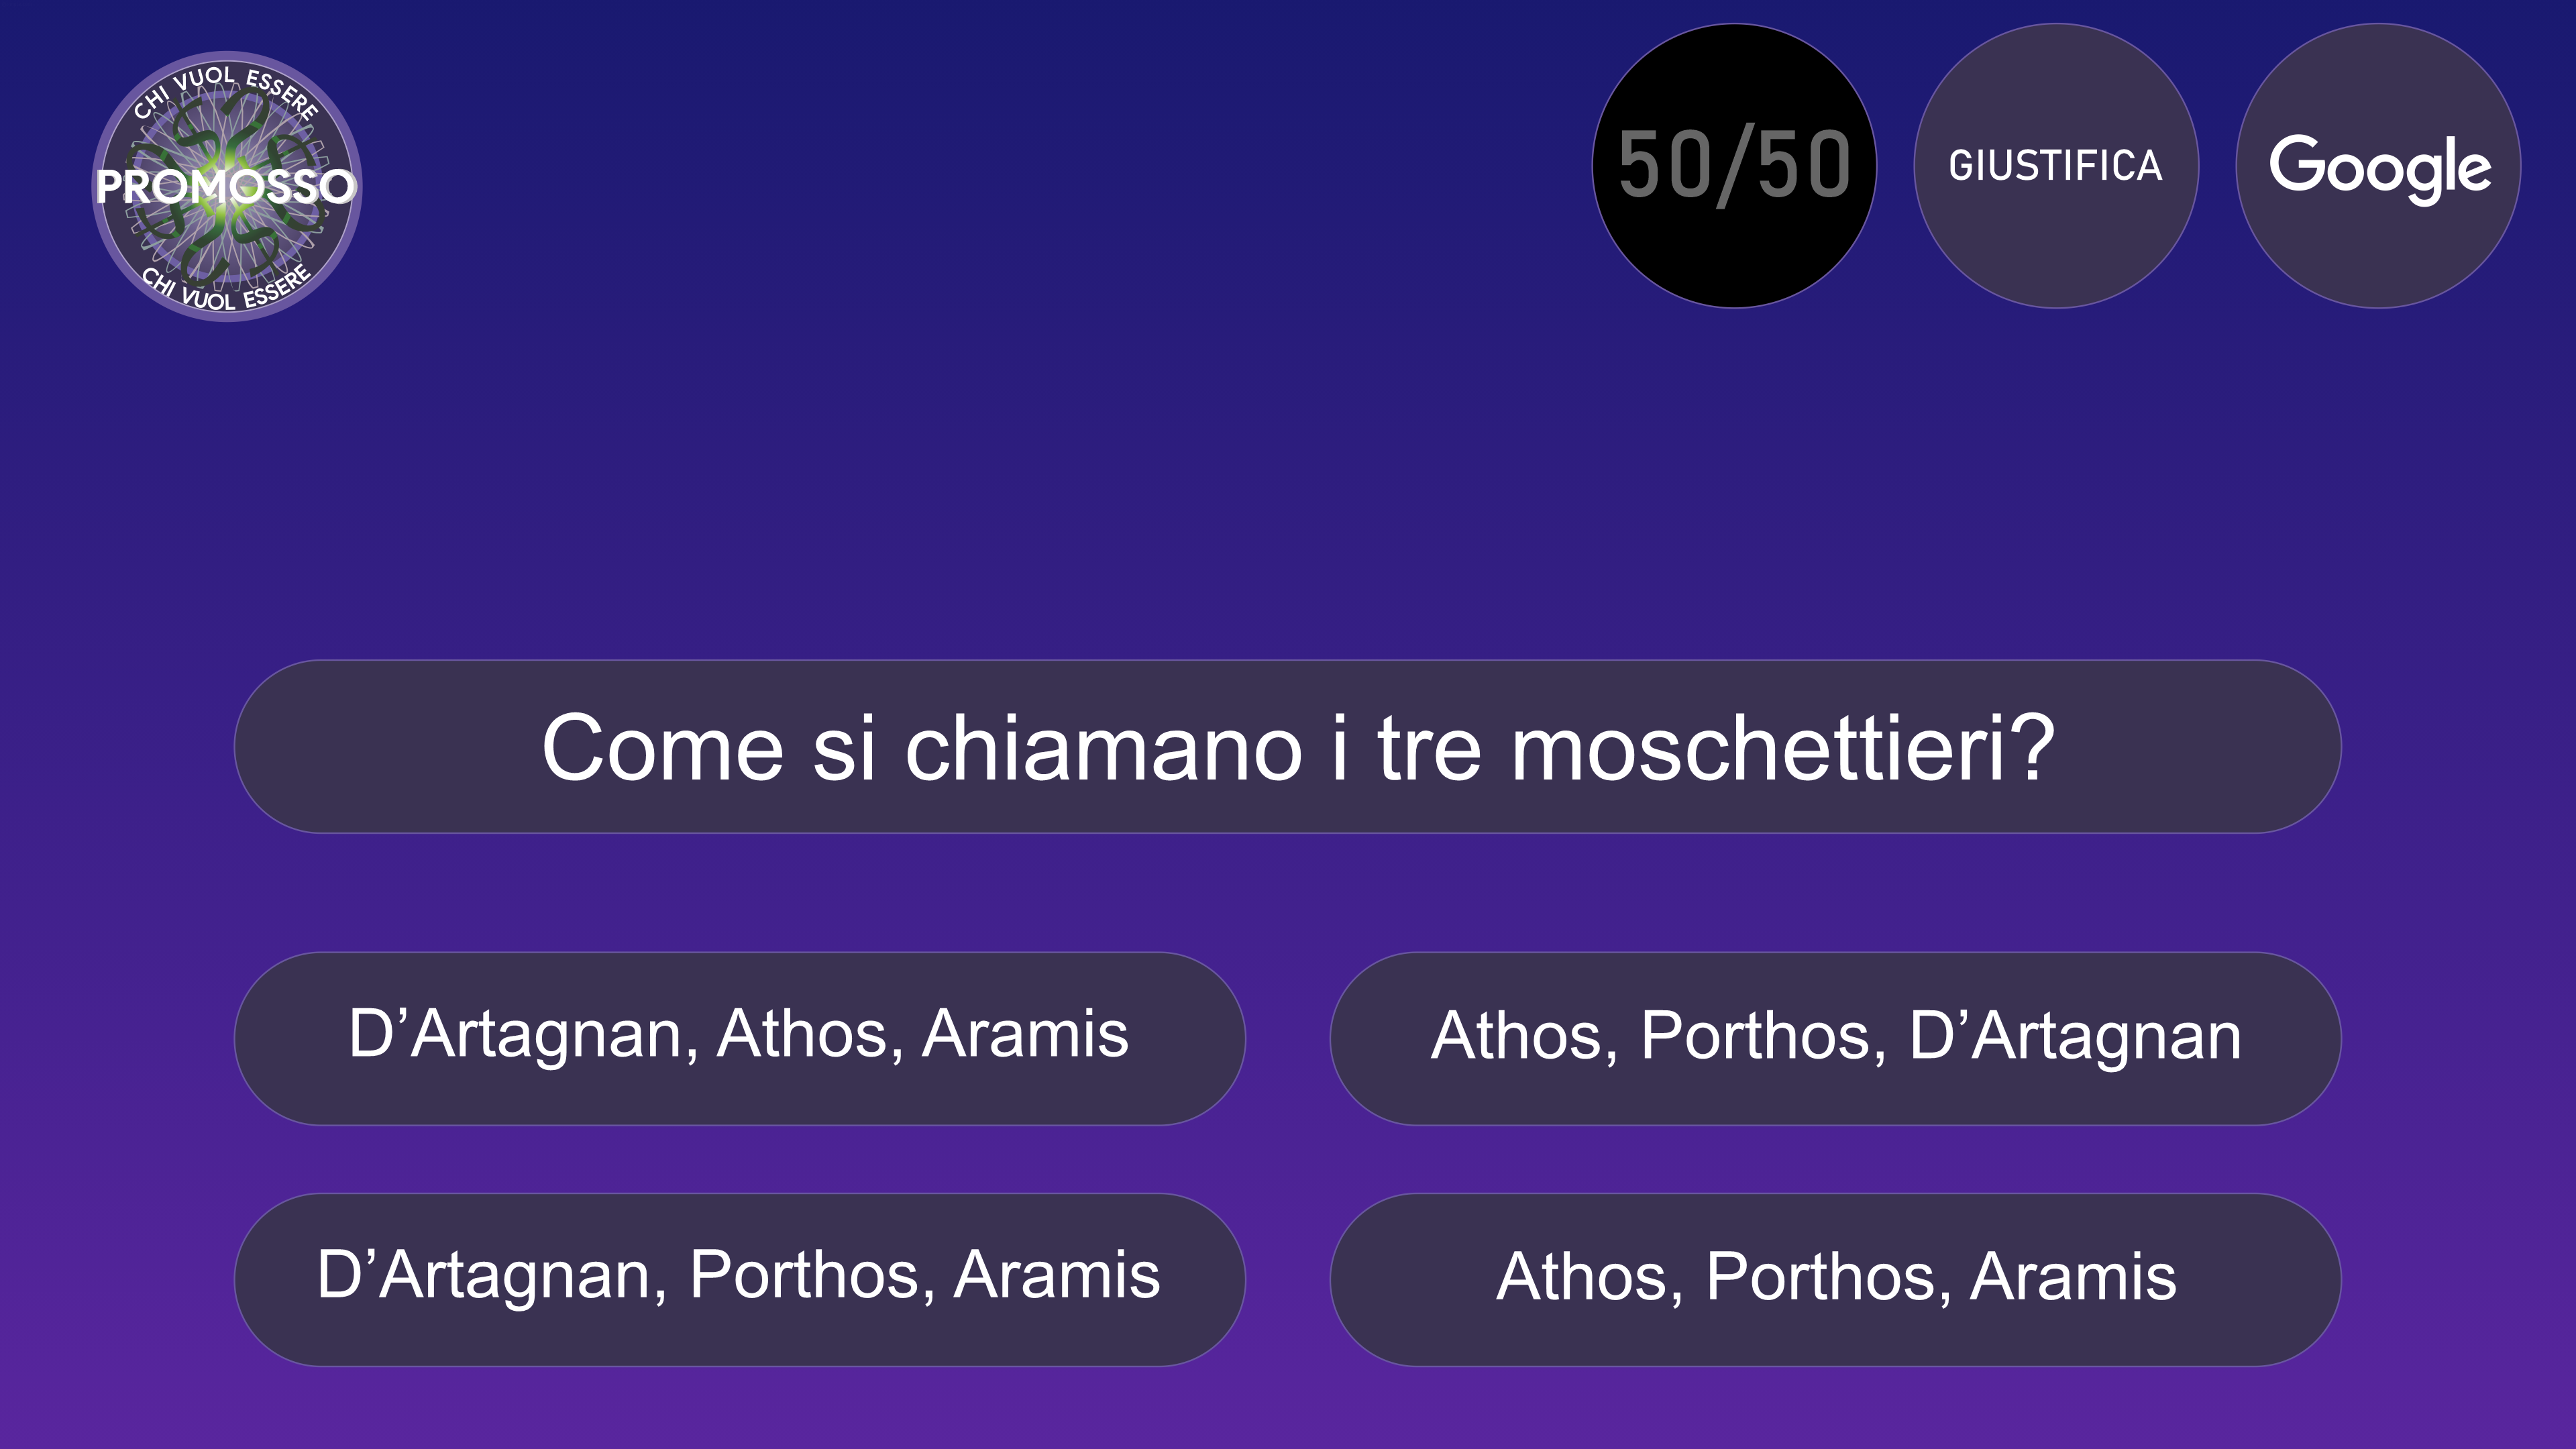 CHI VUOL ESSERE
PROMOSSO
CHI VUOL ESSERE
50/50
GIUSTIFICA
Google
Come si chiamano i tre moschettieri?
D’Artagnan, Athos, Aramis
Athos, Porthos, D’Artagnan
D’Artagnan, Porthos, Aramis
Athos, Porthos, Aramis